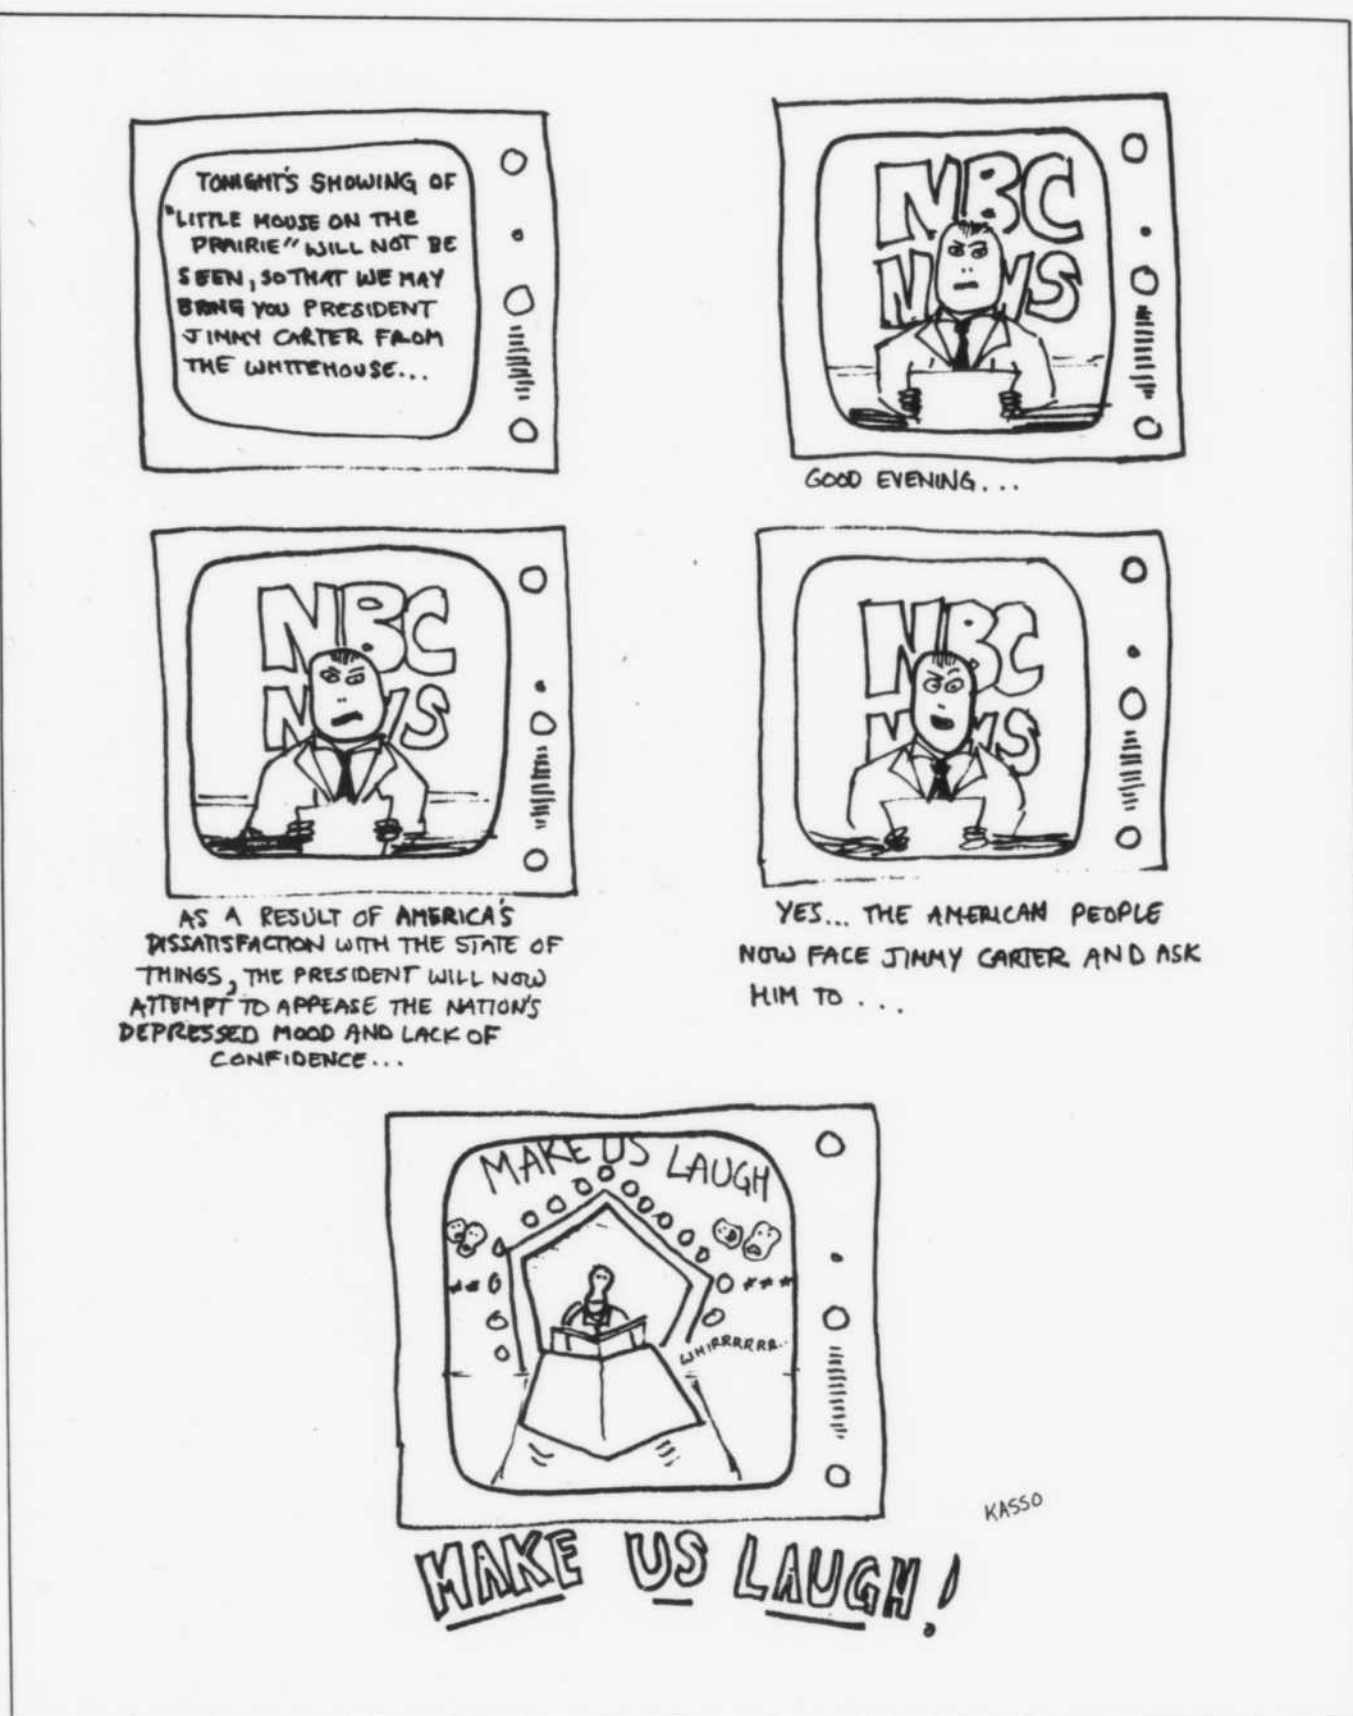 TONIGHT'S SHOWING OF
"LITTLE MOUSE ON THE
PRAIRIE" WILL NOT BE
SEEN, SO THAT WE MAY
BRING YOU PRESIDENT
JIMMY CARTER FROM
THE WHITEHOUSE...
NBC
NEWS
GOOD EVENING...
NBC
NEWS
AS A RESULT OF AMERICA'S
DISSATISFACTION WITH THE STATE OF
THINGS, THE PRESIDENT WILL NOW
ATTEMPT TO APPEASE THE NATION'S
DEPRESSED MOOD AND LACK OF
CONFIDENCE...
NBC
NEWS
YES... THE AMERICAN PEOPLE
NOW FACE JIMMY CARTER AND ASK
HIM TO...
MAKE US LAUGH
WHIRRRRRR..
KASSO
MAKE US LAUGH!